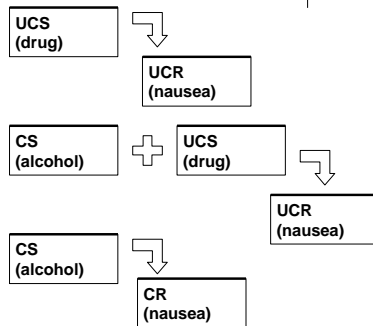 UCS
(drug)
UCR
(nausea)
CS
(alcohol)
UCS
(drug)
UCR
(nausea)
CS
(alcohol)
CR
(nausea)